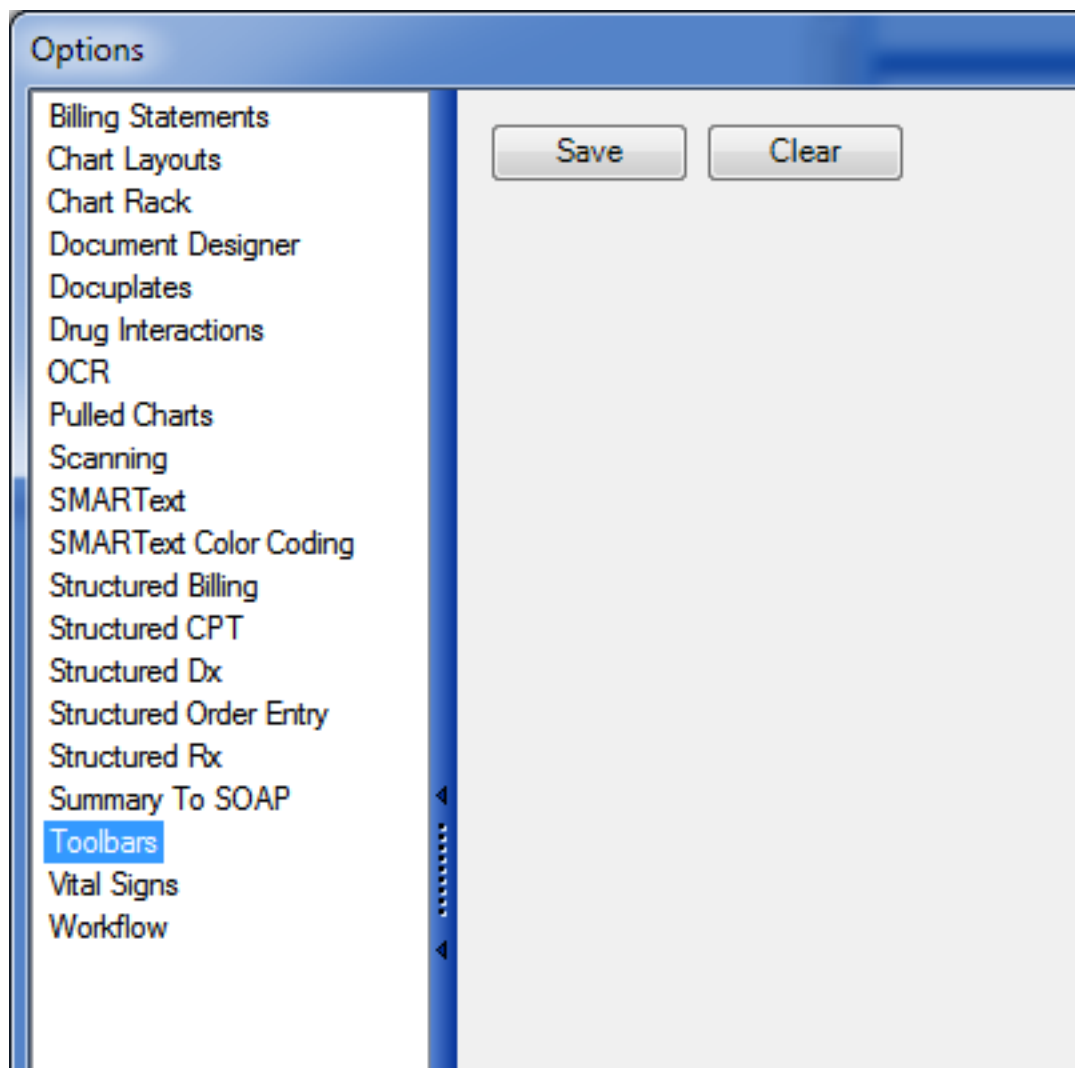 Options
Billing Statements
Chart Layouts
Chart Rack
Document Designer
Docuplates
Drug Interactions
OCR
Pulled Charts
Scanning
SMARText
SMARText Color Coding
Structured Billing
Structured CPT
Structured Dx
Structured Order Entry
Structured Rx
Summary To SOAP
Toolbars
Vital Signs
Workflow
Save Clear